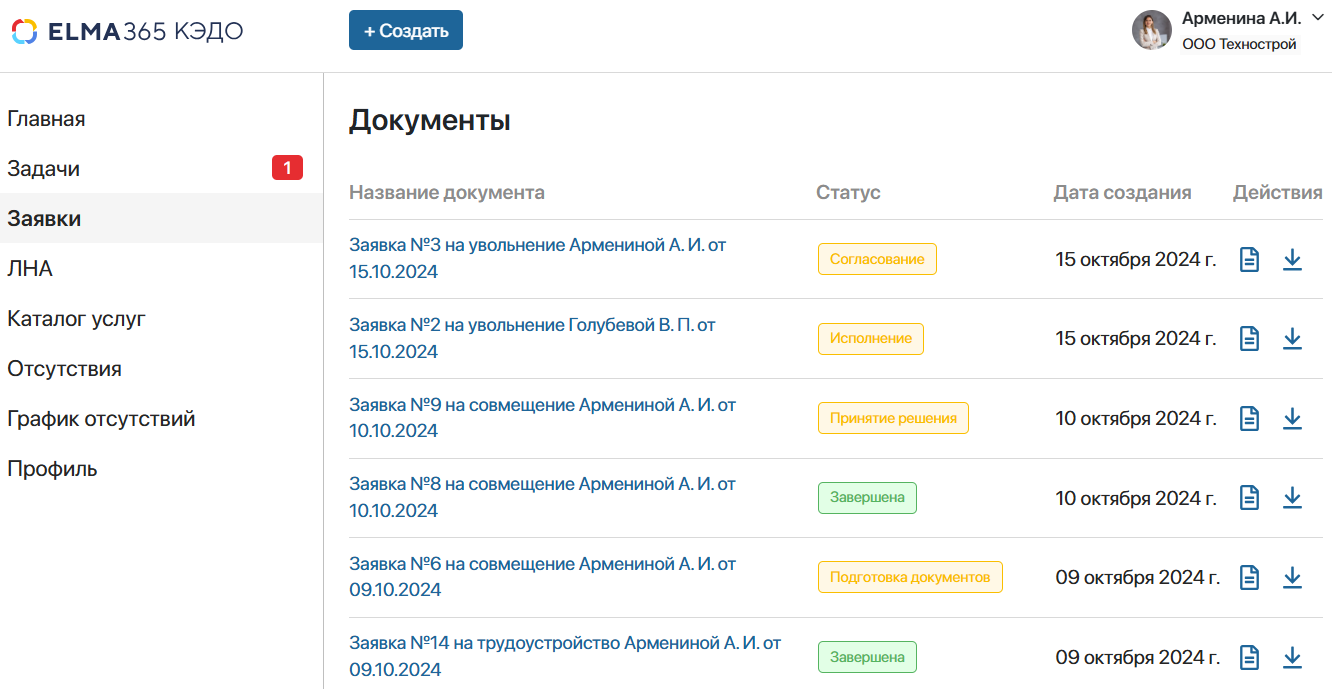 ELMA365 КЭДО
+ Создать
Арменина А.И.
ООО Технострой
Главная
Задачи
1
Заявки
ЛНА
Каталог услуг
Отсутствия
График отсутствий
Профиль
Документы
Название документа Статус Дата создания Действия
Заявка №3 на увольнение Армениной А. И. от
15.10.2024
Согласование
15 октября 2024 г.
Заявка №2 на увольнение Голубевой В. П. от
15.10.2024
Исполнение
15 октября 2024 г.
Заявка №9 на совмещение Армениной А. И. от
10.10.2024
Принятие решения
10 октября 2024 г.
Заявка №8 на совмещение Армениной А. И. от
10.10.2024
Завершена
10 октября 2024 г.
Заявка №6 на совмещение Армениной А. И. от
09.10.2024
Подготовка документов
09 октября 2024 г.
Заявка №14 на трудоустройство Армениной А. И. от
09.10.2024
Завершена
09 октября 2024 г.